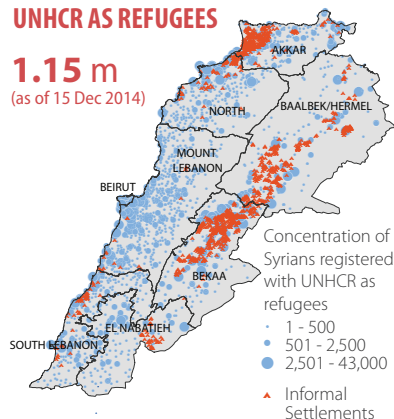 UNHCR AS REFUGEES
1.15 m
(as of 15 Dec 2014)
AKKAR
NORTH
BAALBEK/HERMEL
MOUNT
LEBANON
BEIRUT
BEKAA
EL NABATIEH
SOUTH LEBANON
Concentration of
Syrians registered
with UNHCR as
refugees
1 - 500
501 - 2,500
2,501 - 43,000
Informal
Settlements